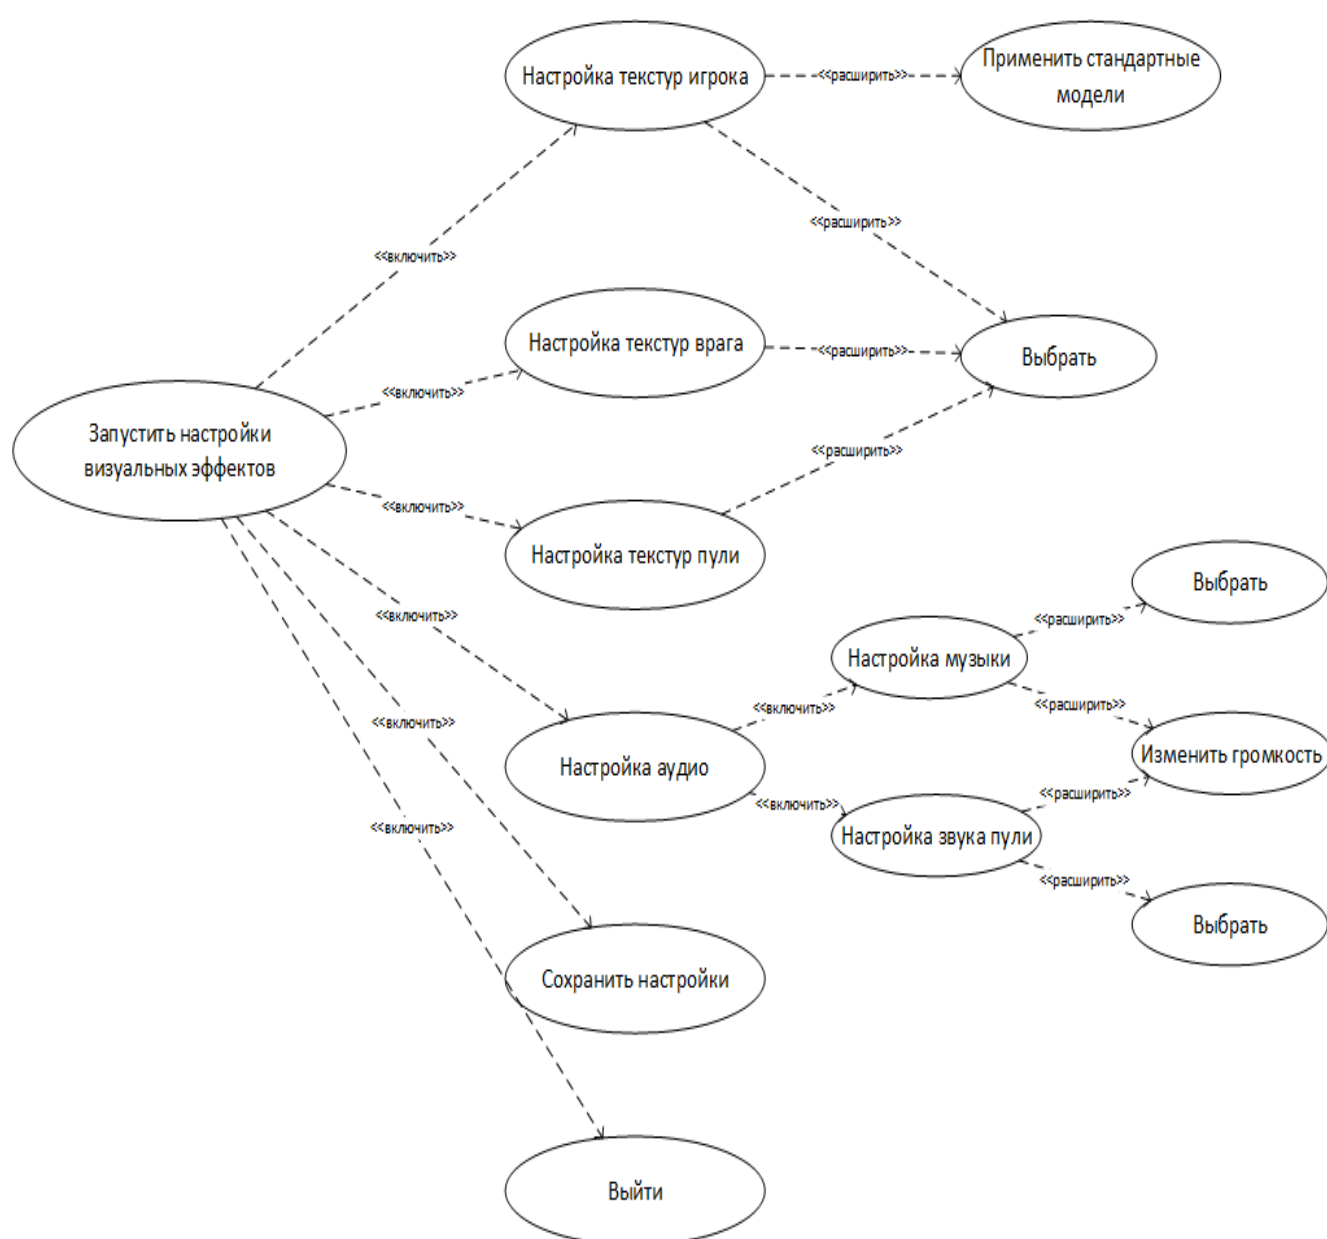 Настройка текстур игрока
<<расширить>>
Применить стандартные
модели
<<расширить>>
<<включить>>
Настройка текстур врага
<<расширить>>
Выбрать
<<включить>>
Запустить настройки
визуальных эффектов
<<расширить>>
<<включить>>
Настройка текстур пули
Выбрать
<<включить>>
<<расширить>>
Настройка музыки
<<включить>>
<<расширить>>
<<включить>>
Изменить громкость
Настройка аудио
<<расширить>>
<<включить>>
<<включить>>
Настройка звука пули
<<расширить>>
Выбрать
Сохранить настройки
Выйти